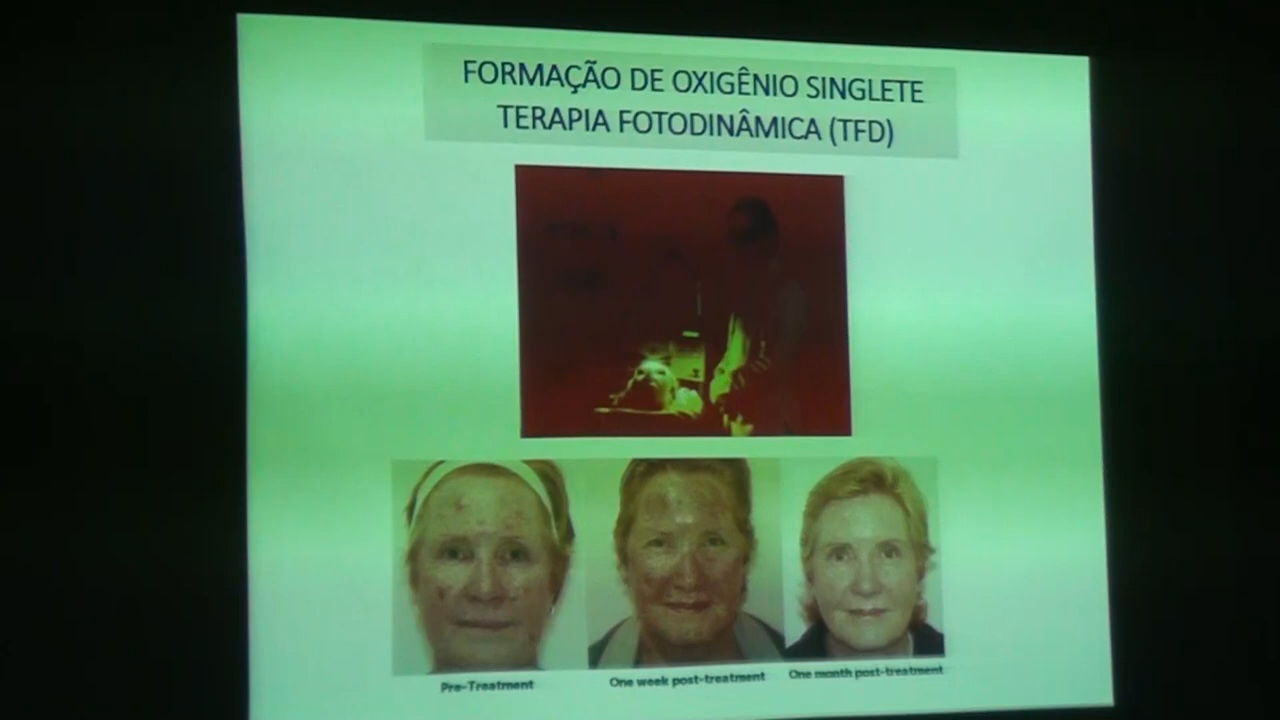 FORMAÇÃO DE OXIGÊNIO SINGLETE
TERAPIA FOTODINÂMICA (TFD)
Pre-Treatment
One week post-treatment
One month post-treatment